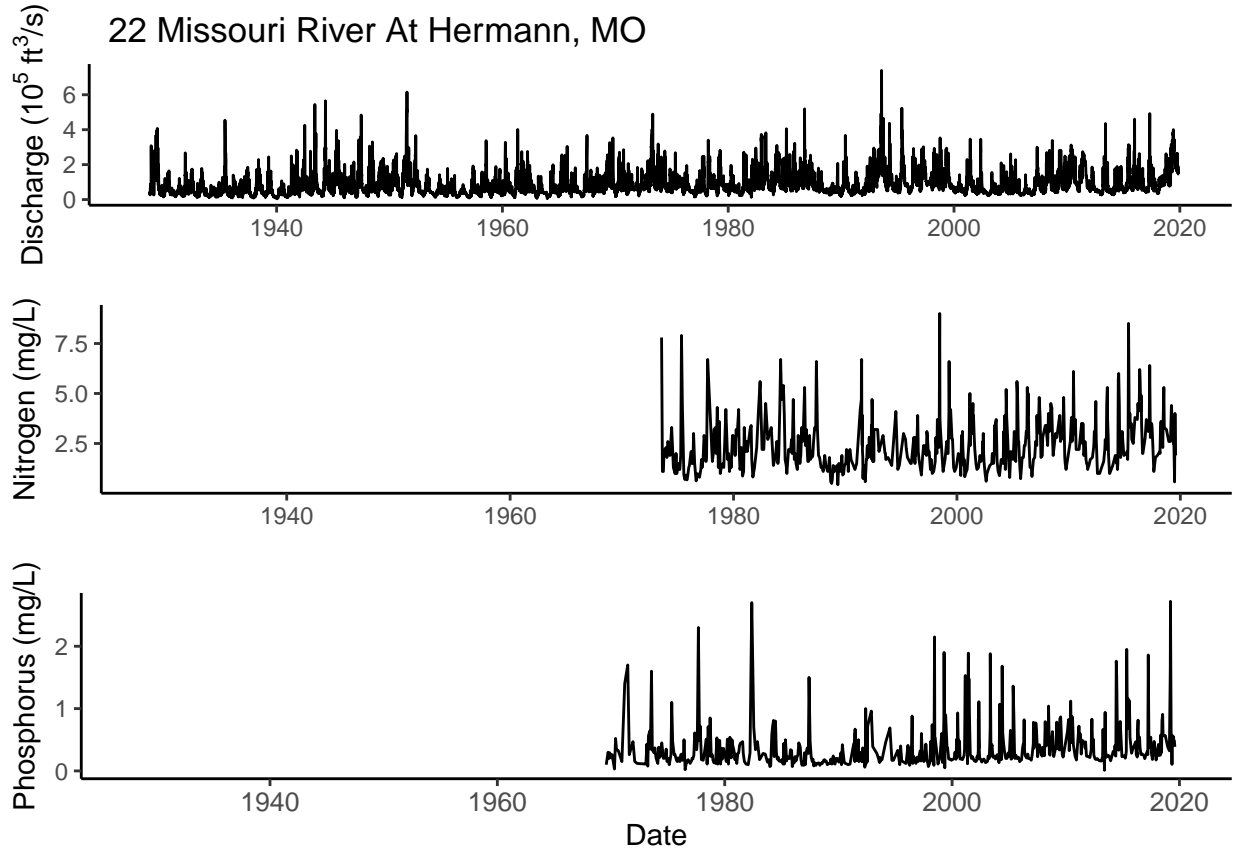 22 Missouri River At Hermann, MO
Discharge (10⁵ ft³/s)
6
4
2
0
1940 1960 1980 2000 2020
Nitrogen (mg/L)
7.5
5.0
2.5
1940 1960 1980 2000 2020
Phosphorus (mg/L)
2
1
0
1940 1960 1980 2000 2020
Date